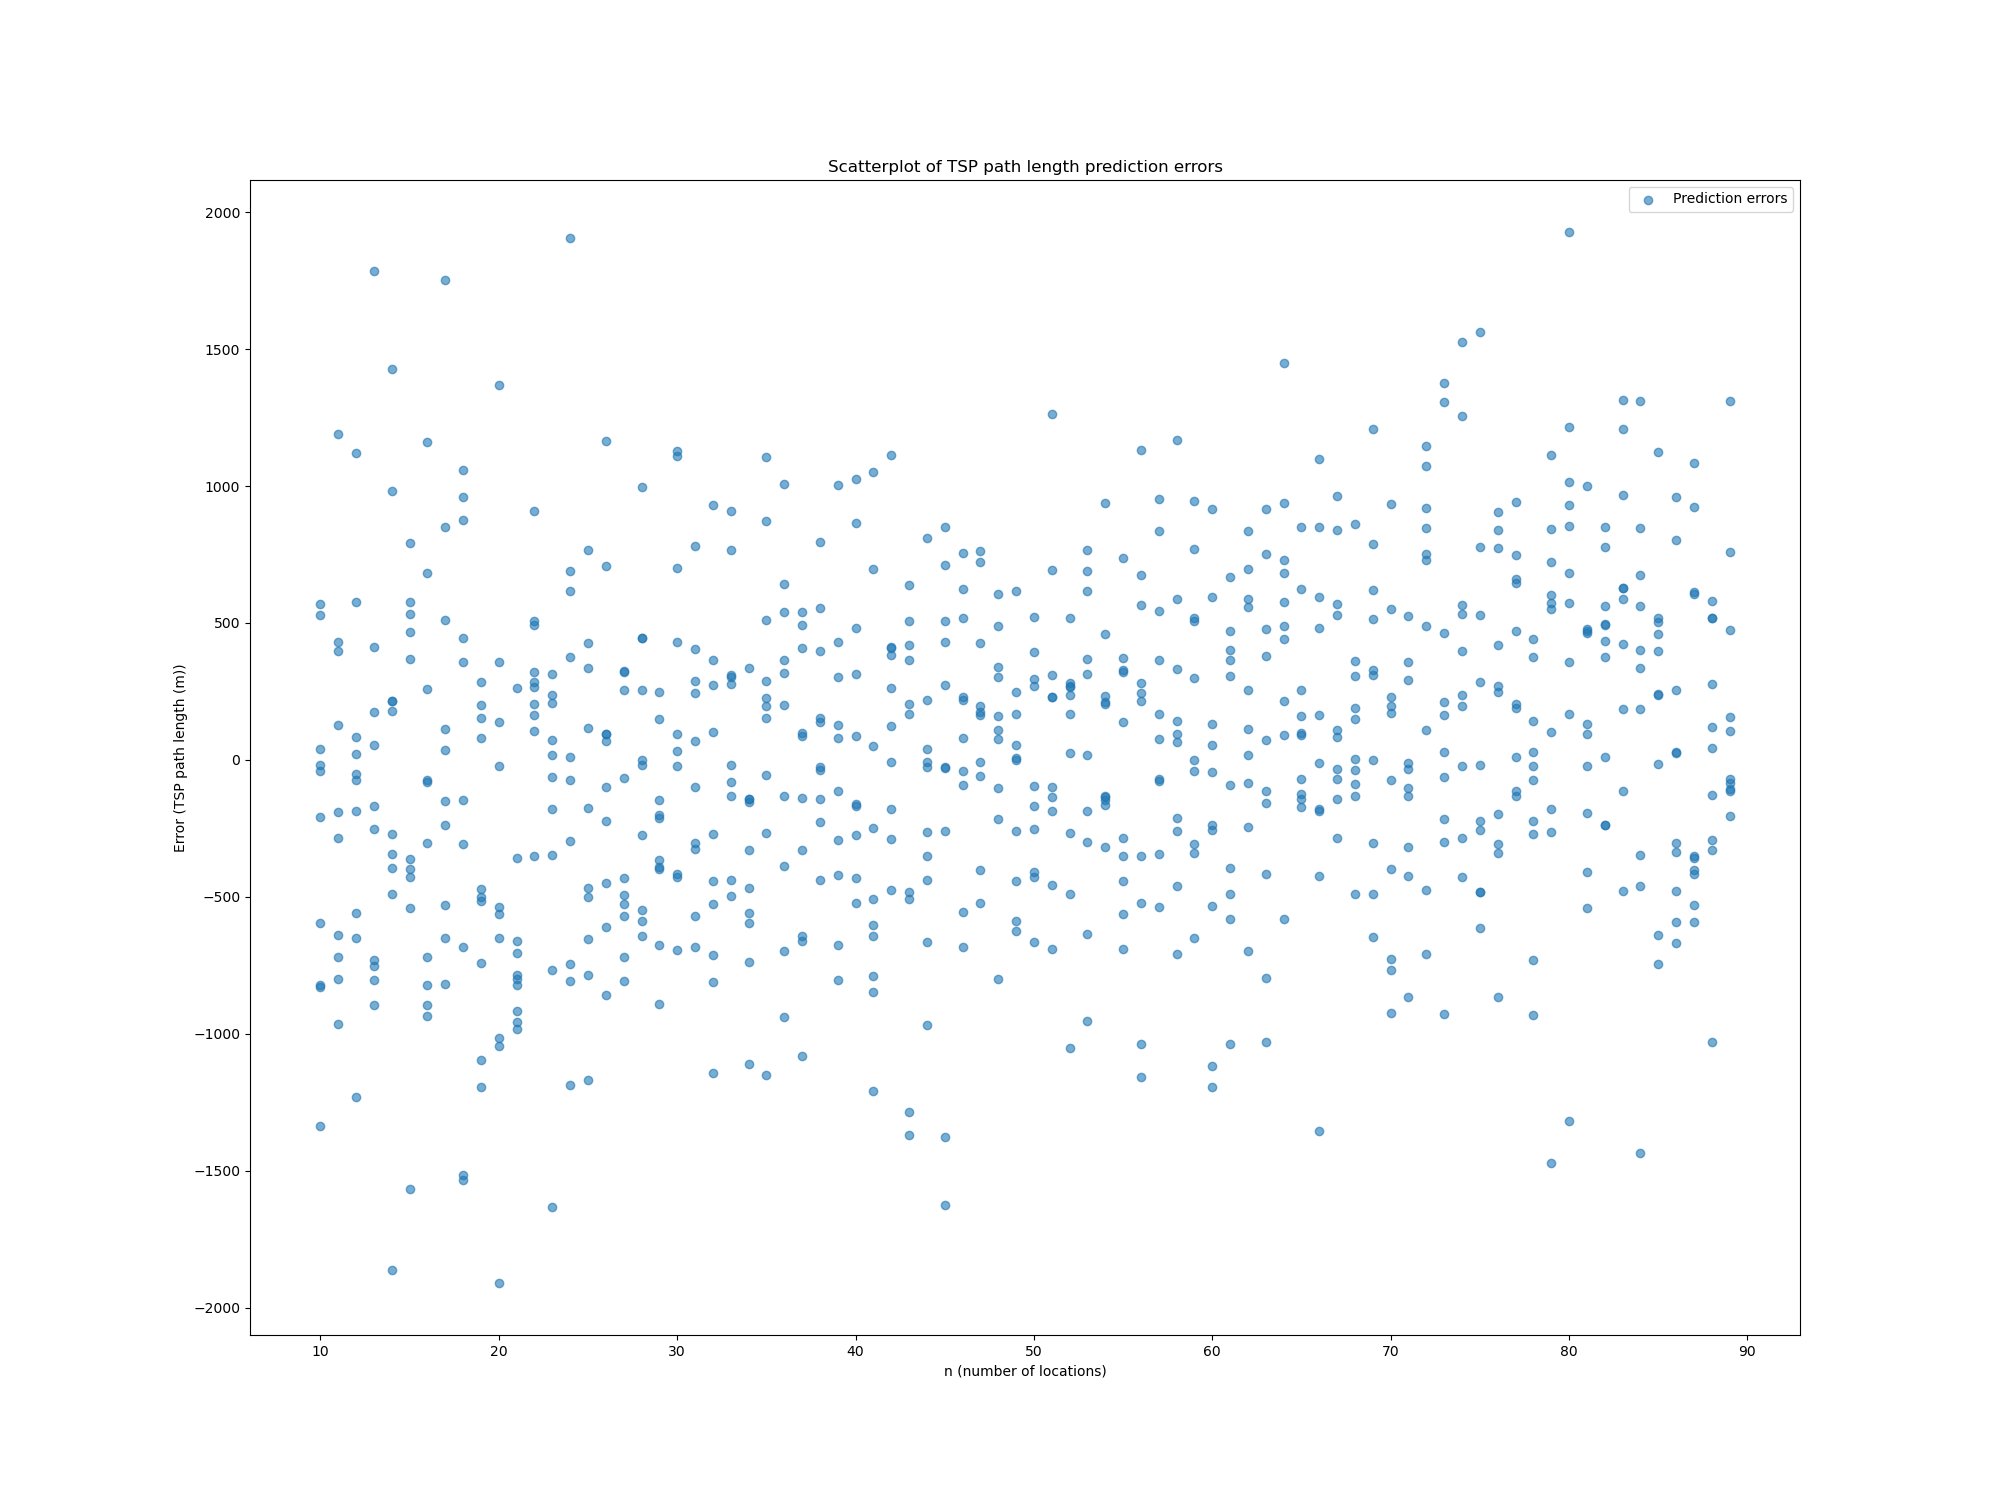 Scatterplot of TSP path length prediction errors
Prediction errors
2000
1500
1000
500
0
−500
−1000
−1500
−2000
Error (TSP path length (m))
10 20 30 40 50 60 70 80 90
n (number of locations)